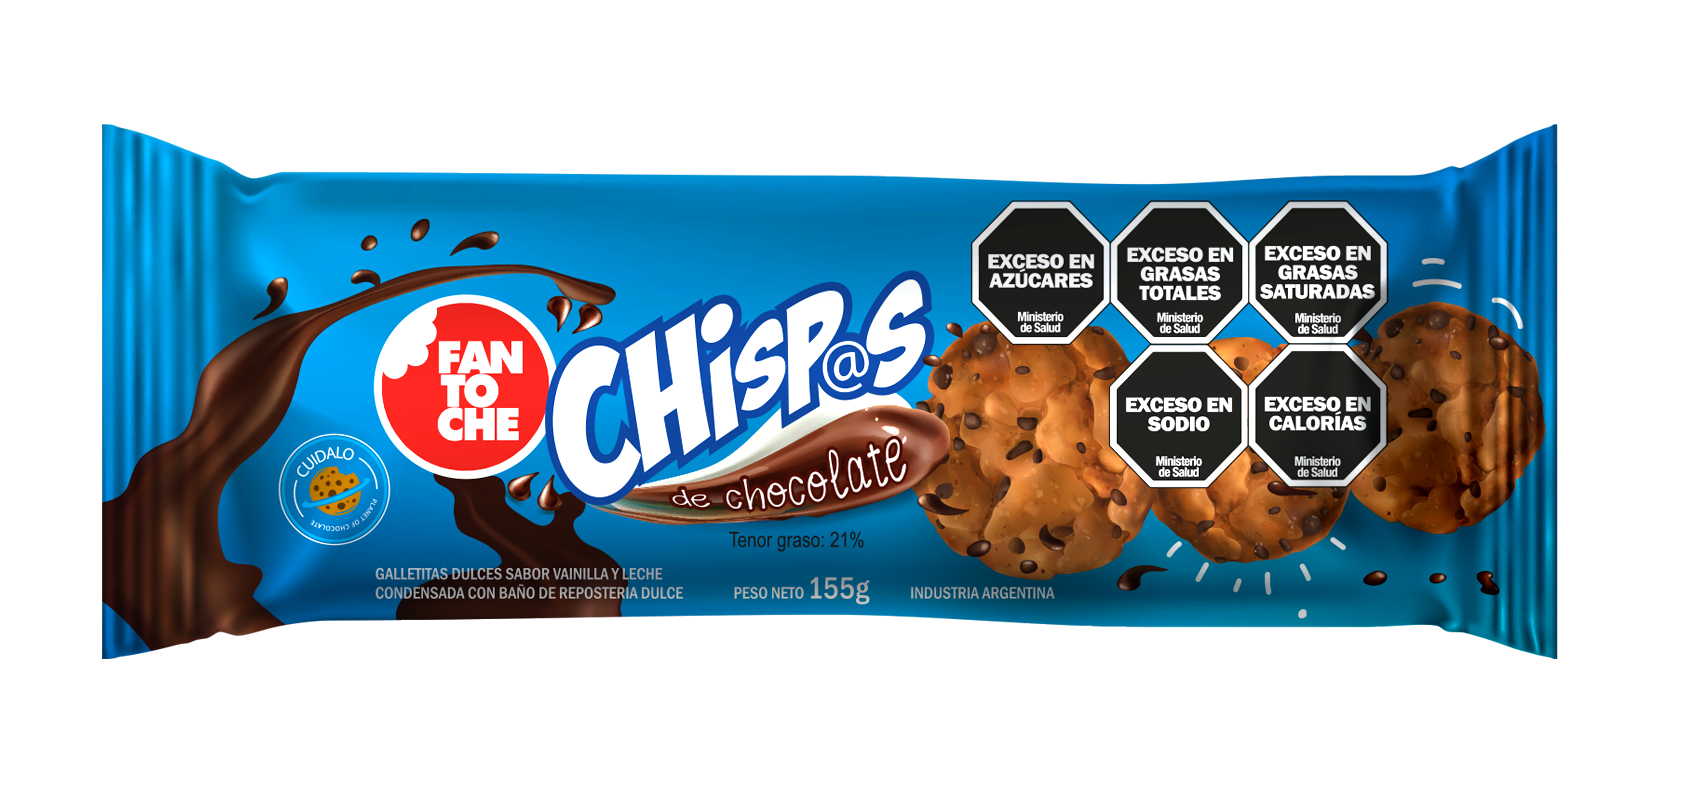 FAN
TO
CHE
CHisp@s
de chocolate
CUIDALO
PLANET OF CHOCOLATE
Tenor graso: 21%
GALLETITAS DULCES SABOR VAINILLA Y LECHE
CONDENSADA CON BAÑO DE REPOSTERIA DULCE
PESO NETO 155g
INDUSTRIA ARGENTINA
EXCESO EN
AZÚCARES
Ministerio
de Salud
EXCESO EN
GRASAS
TOTALES
Ministerio
de Salud
EXCESO EN
GRASAS
SATURADAS
Ministerio
de Salud
EXCESO EN
SODIO
Ministerio
de Salud
EXCESO EN
CALORÍAS
Ministerio
de Salud